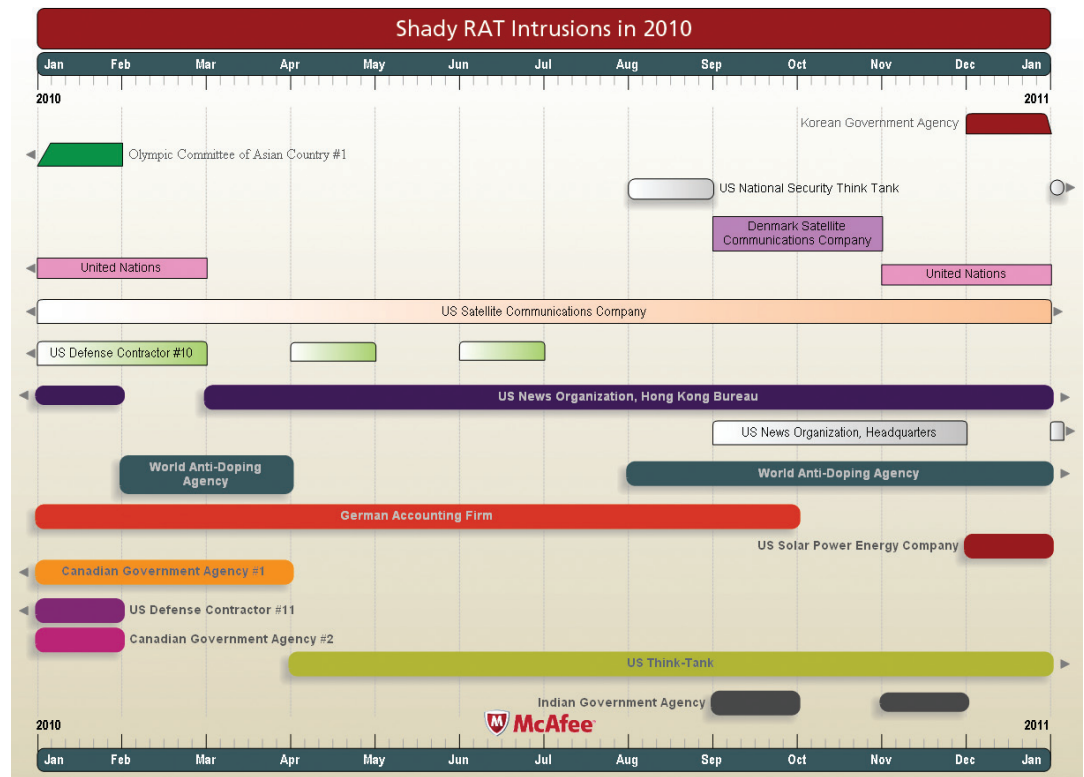 Shady RAT Intrusions in 2010
Jan Feb Mar Apr May Jun Jul Aug Sep Oct Nov Dec Jan
2010 2011
Korean Government Agency
Olympic Committee of Asian Country #1
US National Security Think Tank
Denmark Satellite
Communications Company
United Nations United Nations
US Satellite Communications Company
US Defense Contractor #10
US News Organization, Hong Kong Bureau
US News Organization, Headquarters
World Anti-Doping
Agency
World Anti-Doping Agency
German Accounting Firm
US Solar Power Energy Company
Canadian Government Agency #1
US Defense Contractor #11
Canadian Government Agency #2
US Think-Tank
Indian Government Agency
2010 McAfee 2011
Jan Feb Mar Apr May Jun Jul Aug Sep Oct Nov Dec Jan